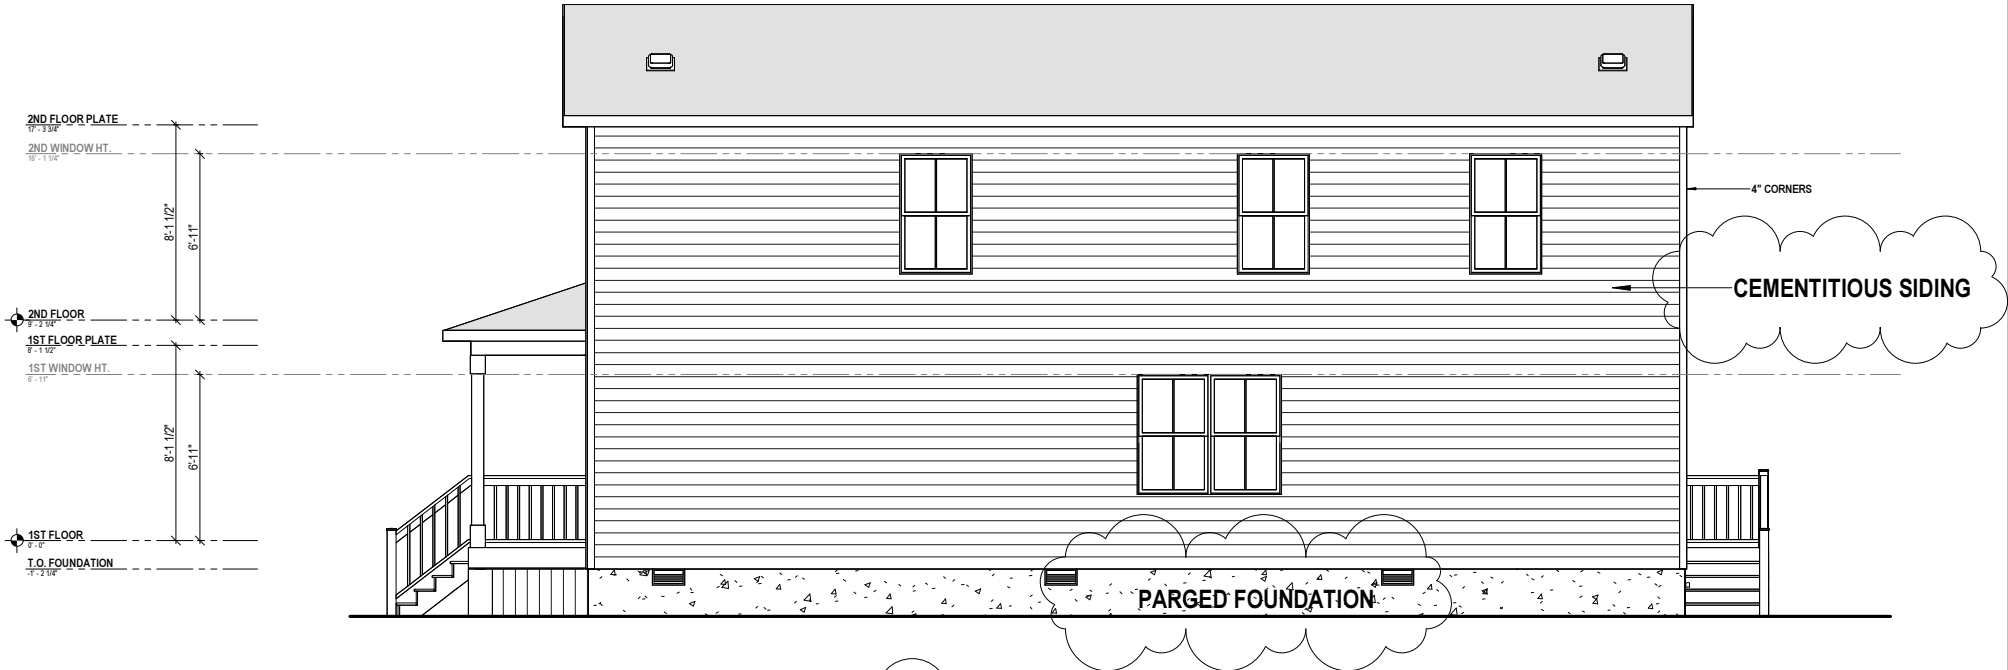 2ND FLOOR PLATE
17' - 3 3/4"
2ND WINDOW HT.
16' - 1 1/4"
4" CORNERS
8'-1 1/2"
6'-11"
CEMENTITIOUS SIDING
2ND FLOOR
9' - 2 1/4"
1ST FLOOR PLATE
8' - 1 1/2"
1ST WINDOW HT.
6' - 11"
8'-1 1/2"
6'-11"
1ST FLOOR
0' - 0"
T.O. FOUNDATION
-1' - 2 1/4"
PARGED FOUNDATION